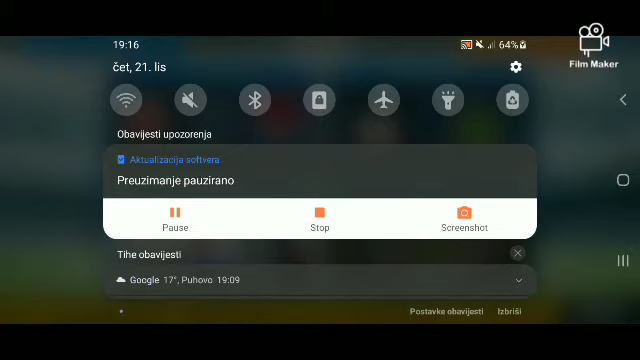 19:16
64%
Film Maker
čet, 21. lis
Obavijesti upozorenja
Aktualizacija softvera
Preuzimanje pauzirano
Pause
Stop
Screenshot
Tihe obavijesti
Google 17°, Puhovo 19:09
Postavke obavijesti
Izbriši